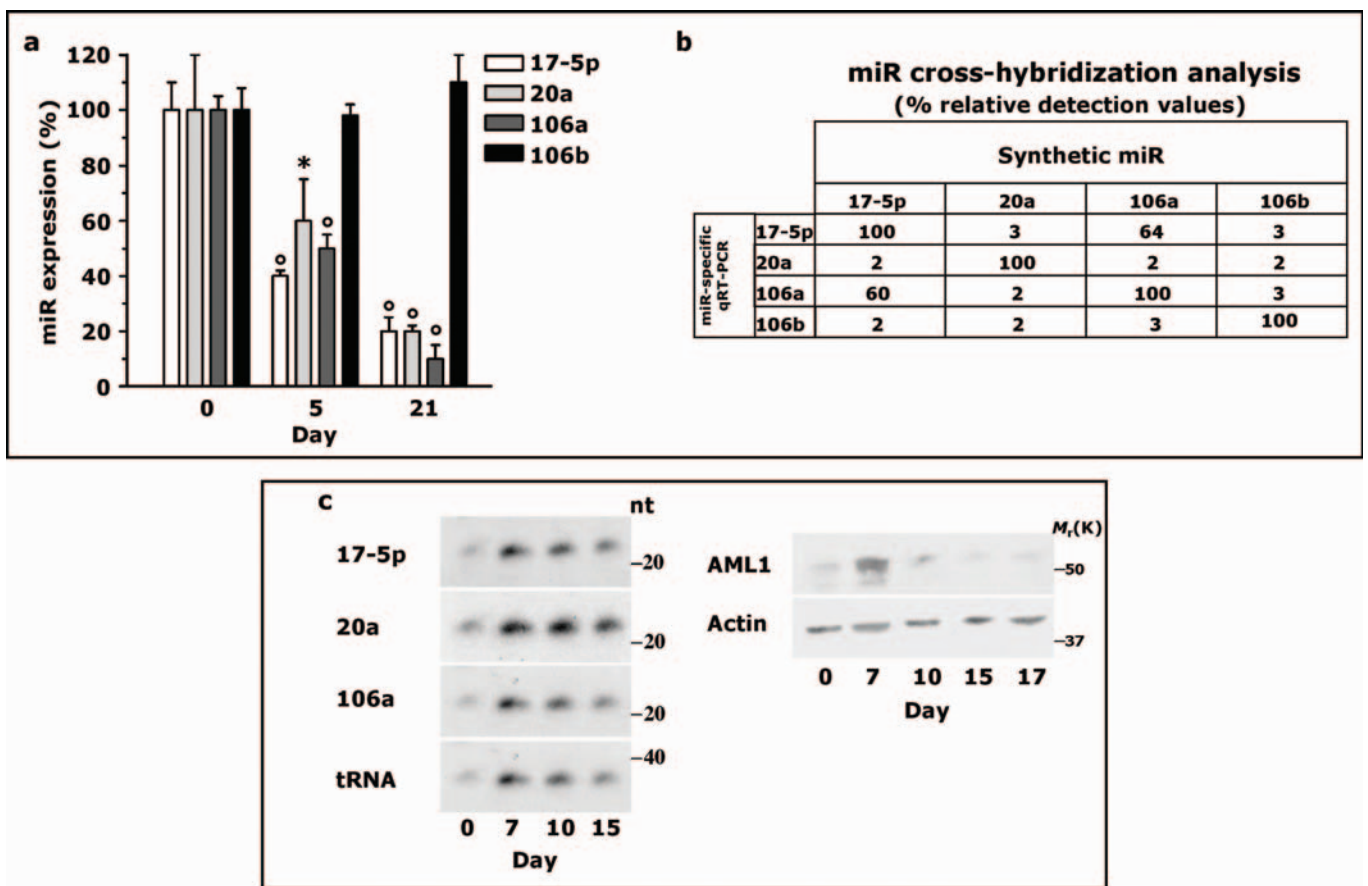 a
120
100
80
60
40
20
0
miR expression (%)
* 
° ° ° ° °
0 5 21
Day
17-5p
20a
106a
106b
b
miR cross-hybridization analysis
(% relative detection values)
Synthetic miR
17-5p 20a 106a 106b
miR-specific
qRT-PCR
17-5p 100 3 64 3
20a 2 100 2 2
106a 60 2 100 3
106b 2 2 3 100
c
nt
17-5p
–20
20a
–20
106a
–20
–40
tRNA
0 7 10 15
Day
Mr(K)
AML1
–50
Actin
–37
0 7 10 15 17
Day